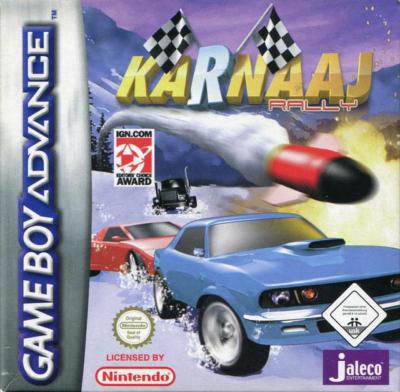 GAME BOY ADVANCE
KARNAAJ
RALLY
IGN.COM
EDITORS' CHOICE
AWARD
Original
Nintendo
Seal of
Quality
LICENSED BY
Nintendo
usk
jaleco
ENTERTAINMENT